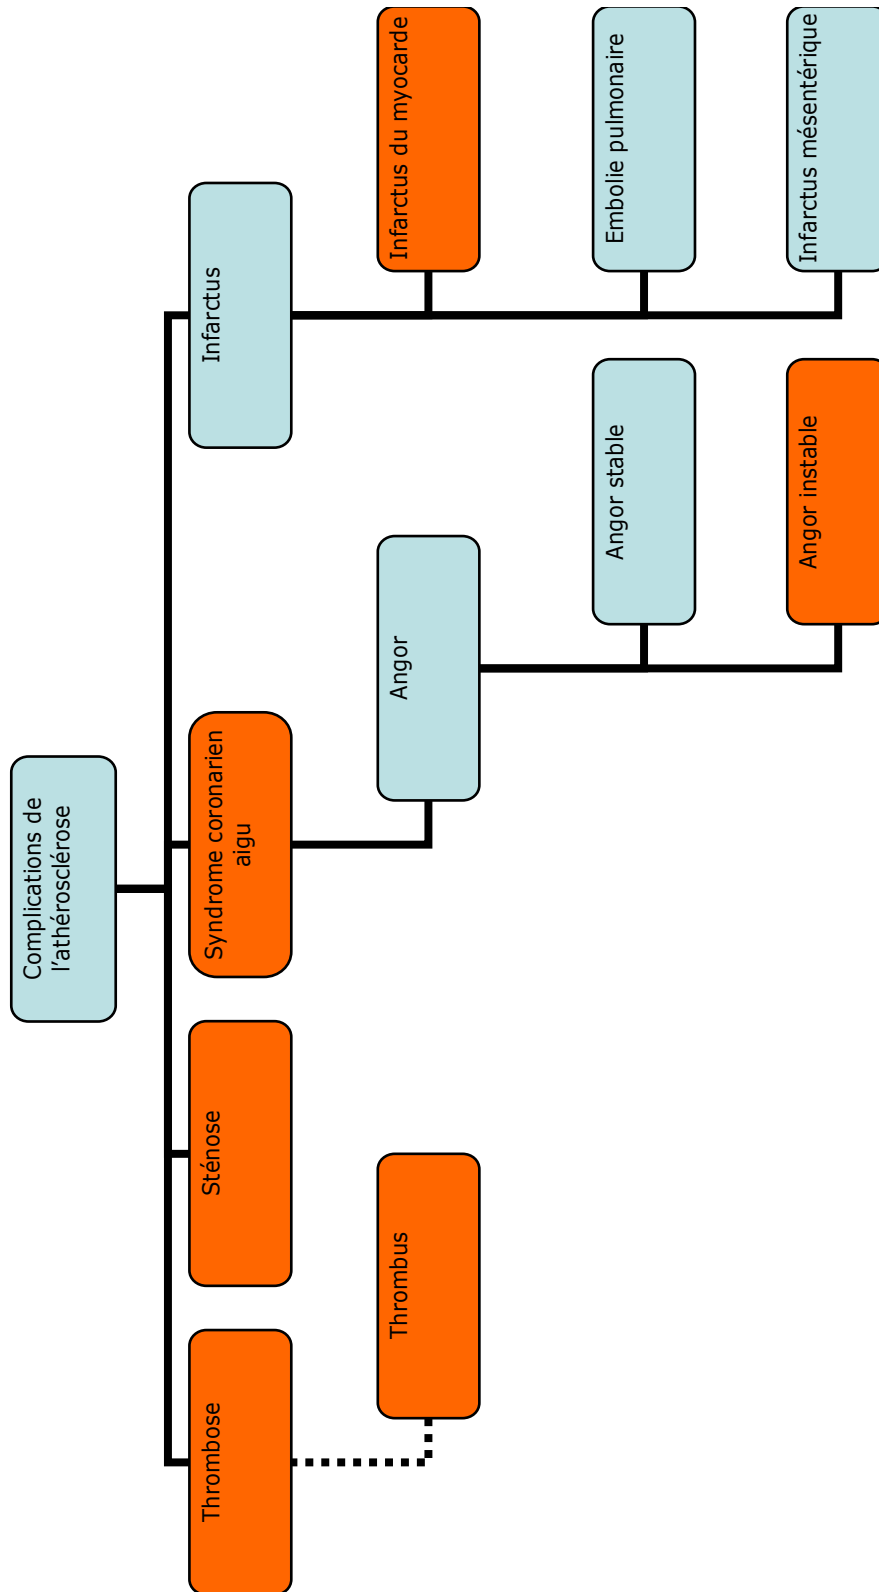 Complications de
l'athérosclérose
Thrombose
Sténose
Syndrome coronarien
aigu
Infarctus
Thrombus
Angor
Infarctus du myocarde
Angor stable
Embolie pulmonaire
Angor instable
Infarctus mésentérique